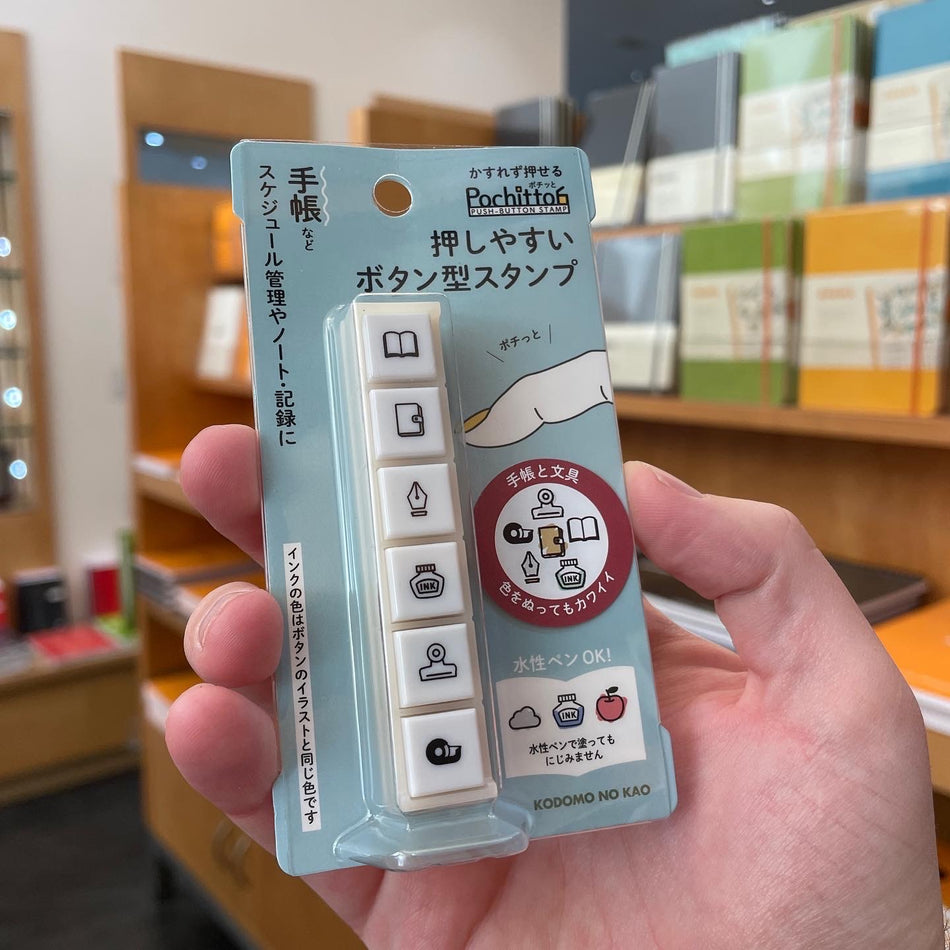 手帳など
スケジュール管理やノート・記録に
かすれず押せる
ポチッと
Pochitto6
PUSH-BUTTON STAMP
押しやすい
ボタン型スタンプ
ポチっと
手帳と文具
INK
色をぬってもカワイイ
INK
水性ペンOK!
INK
水性ペンで塗っても
にじみません
インクの色はボタンのイラストと同じ色です
KODOMO NO KAO